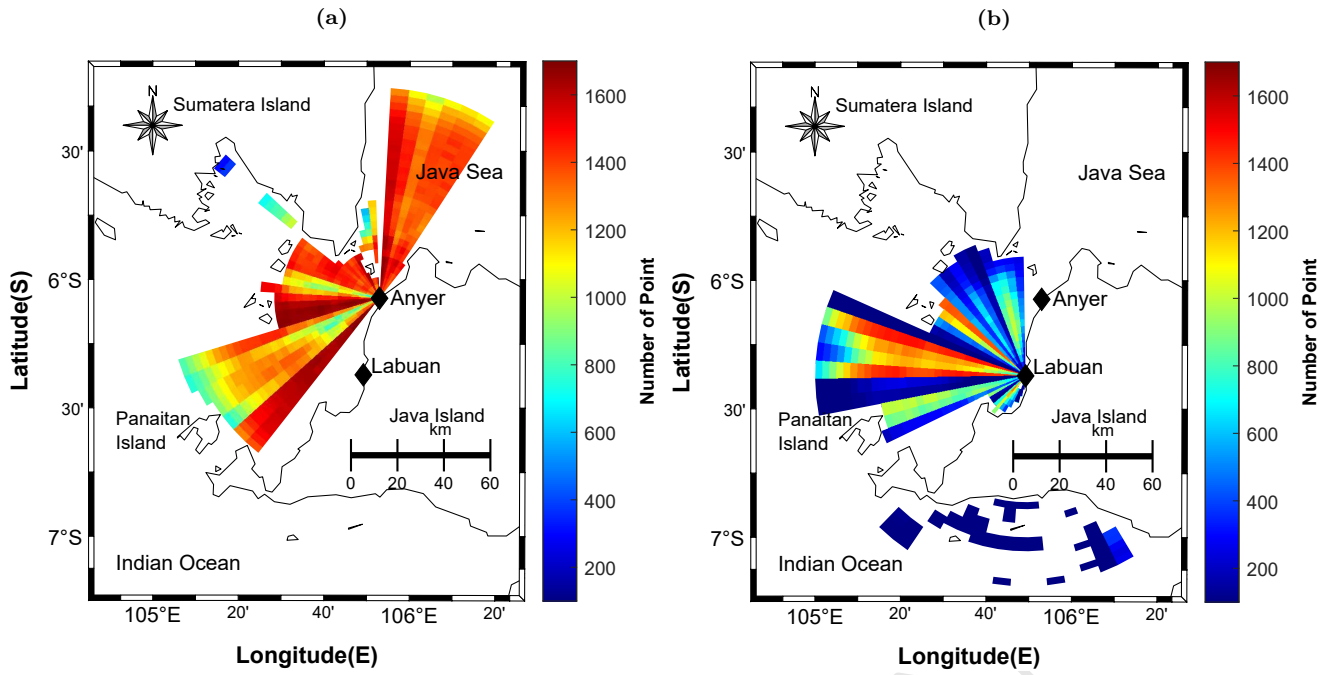 (a)
N
Sumatera Island
Java Sea
30'
6°S
30'
7°S
Latitude(S)
Anyer
Labuan
Panaitan
Island
Java Island
km
0 20 40 60
Indian Ocean
105°E 20' 40' 106°E 20'
Longitude(E)
1600
1400
1200
1000
800
600
400
200
Number of Point
(b)
N
Sumatera Island
Java Sea
30'
6°S
30'
7°S
Latitude(S)
Anyer
Labuan
Panaitan
Island
Java Island
km
0 20 40 60
Indian Ocean
105°E 20' 40' 106°E 20'
Longitude(E)
1600
1400
1200
1000
800
600
400
200
Number of Point